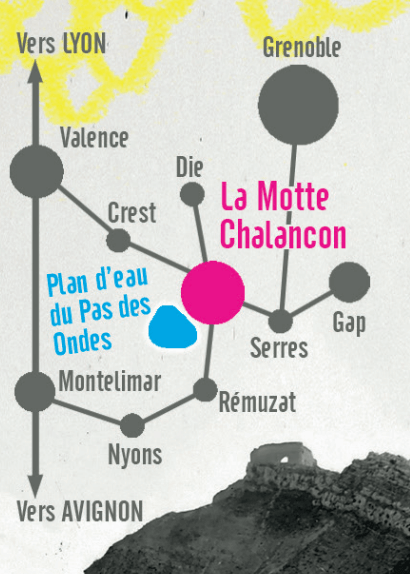 Vers LYON
Grenoble
Valence
Die
La Motte
Chalancon
Crest
Plan d'eau
du Pas des
Ondes
Gap
Serres
Montelimar
Rémuzat
Nyons
Vers AVIGNON